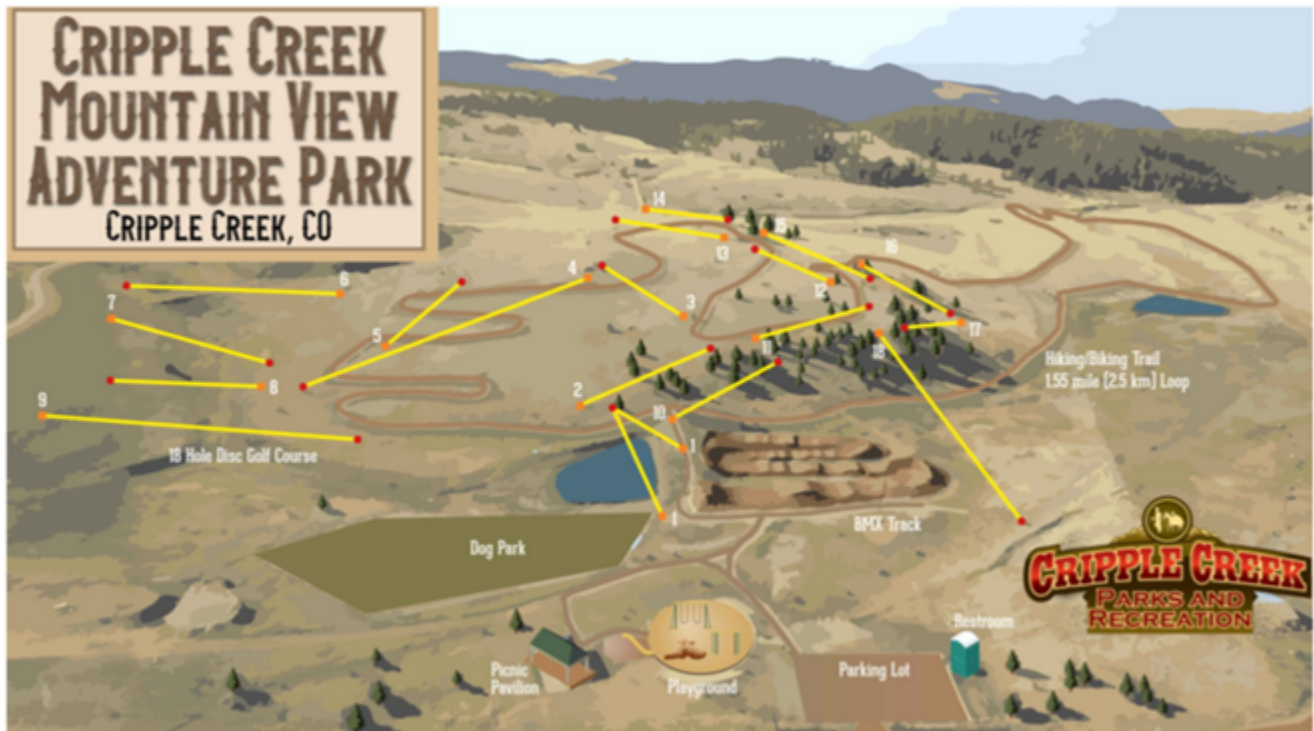 CRIPPLE CREEK
MOUNTAIN VIEW
ADVENTURE PARK
CRIPPLE CREEK, CO
14
15
13
16
6
4
7
12
3
5
17
11
18
Hiking/Biking Trail
1.55 mile (2.5 km) Loop
8
2
9
10
1
18 Hole Disc Golf Course
1
BMX Track
Dog Park
CRIPPLE CREEK
PARKS AND
RECREATION
Restroom
Picnic
Pavilion
Playground
Parking Lot